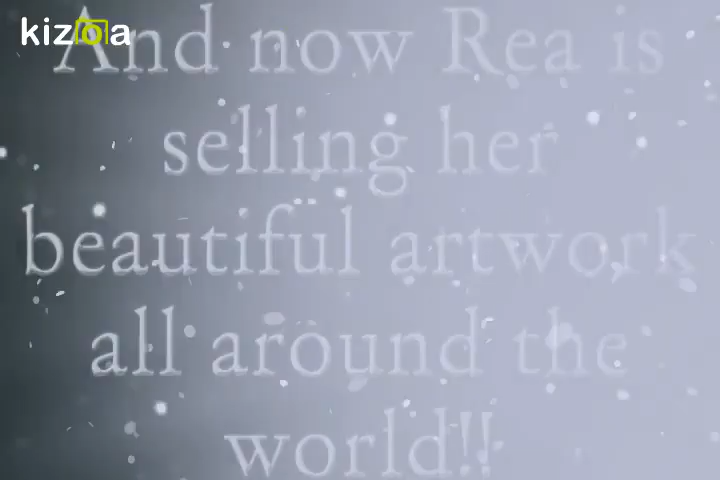 kizoa
And now Rea is
selling her
beautiful artwork
all around the
world!!